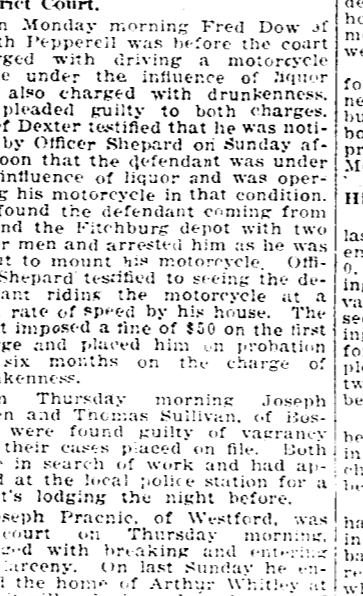 rict Court.
n Monday morning Fred Dow of
th Pepperell was before the court
rged with driving a motorcycle
e under the influence of liquor
also charged with drunkenness.
pleaded guilty to both charges.
f Dexter testified that he was noti-
by Officer Shepard on Sunday af-
oon that the defendant was under
influence of liquor and was oper-
g his motorcycle in that condition.
found the defendant coming from
nd the Fitchburg depot with two
r men and arrested him as he was
ut to mount his motorcycle. Offi-
Shepard testified to seeing the de-
ant riding the motorcycle at a
rate of speed by his house. The
t imposed a fine of $50 on the first
ge and placed him on probation
six months on the charge of
kenness.
n Thursday morning Joseph
en and Thomas Sullivan, of Bos-
were found guilty of vagrancy
their cases placed on file. Both
e in search of work and had ap-
d at the local police station for a
t's lodging the night before.
seph Pracnic, of Westford, was
court on Thursday morning,
ged with breaking and entering
larceny. On last Sunday he en-
d the home of Arthur Whitley at